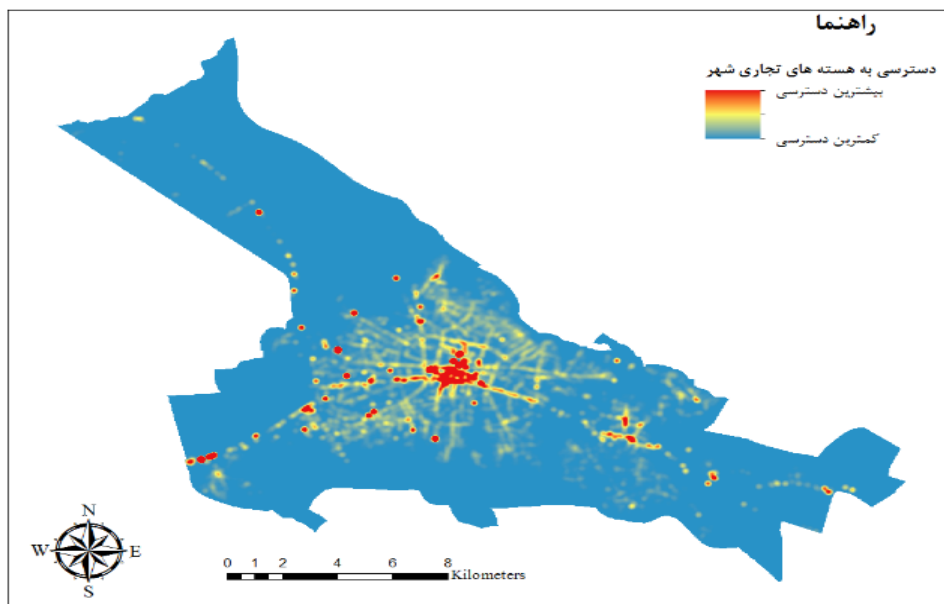 راهنما
دسترسی به هسته های تجاری شهر
بیشترین دسترسی
کمترین دسترسی
N
W E
S
0 1 2 4 6 8
Kilometers